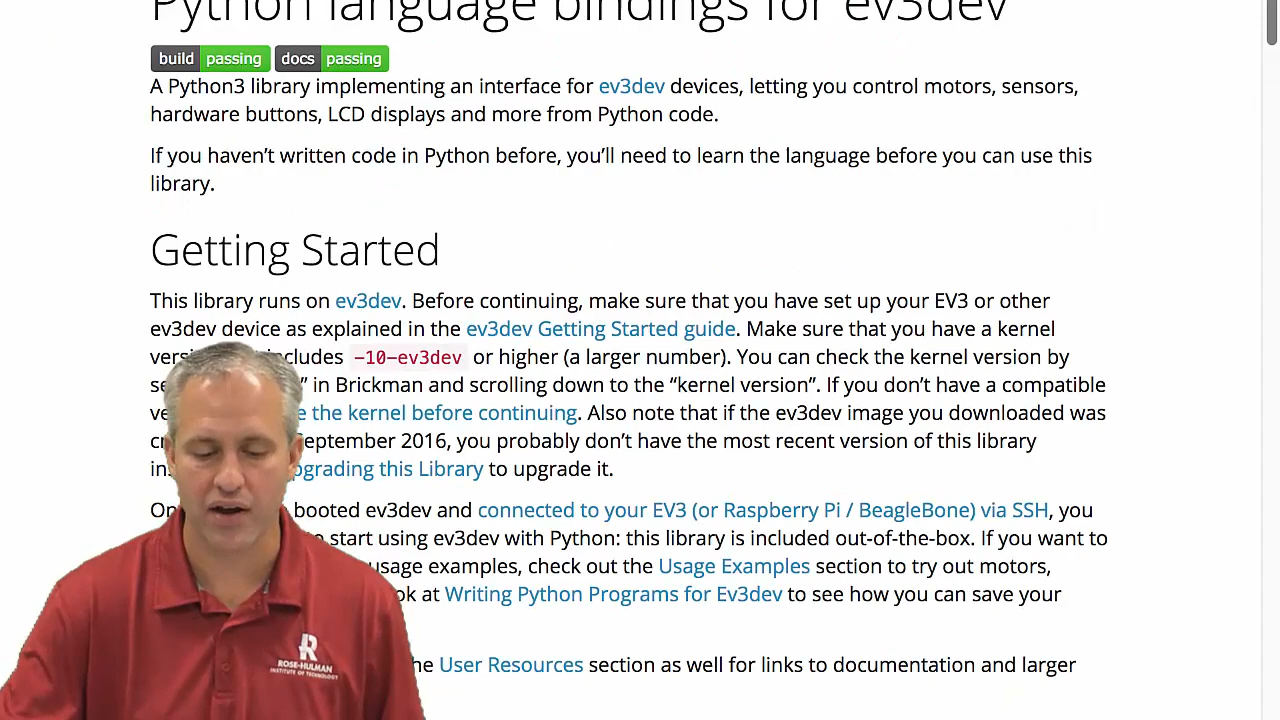 Python language bindings for ev3dev
build passing docs passing
A Python3 library implementing an interface for ev3dev devices, letting you control motors, sensors,
hardware buttons, LCD displays and more from Python code.
If you haven’t written code in Python before, you’ll need to learn the language before you can use this
library.
Getting Started
This library runs on ev3dev. Before continuing, make sure that you have set up your EV3 or other
ev3dev device as explained in the ev3dev Getting Started guide. Make sure that you have a kernel
includes -10-ev3dev or higher (a larger number). You can check the kernel version by
” in Brickman and scrolling down to the “kernel version”. If you don’t have a compatible
the kernel before continuing. Also note that if the ev3dev image you downloaded was
September 2016, you probably don’t have the most recent version of this library
pgrading this Library to upgrade it.
booted ev3dev and connected to your EV3 (or Raspberry Pi / BeagleBone) via SSH, you
start using ev3dev with Python: this library is included out-of-the-box. If you want to
usage examples, check out the Usage Examples section to try out motors,
at Writing Python Programs for Ev3dev to see how you can save your
User Resources section as well for links to documentation and larger
ROSE-HULMAN
INSTITUTE OF TECHNOLOGY